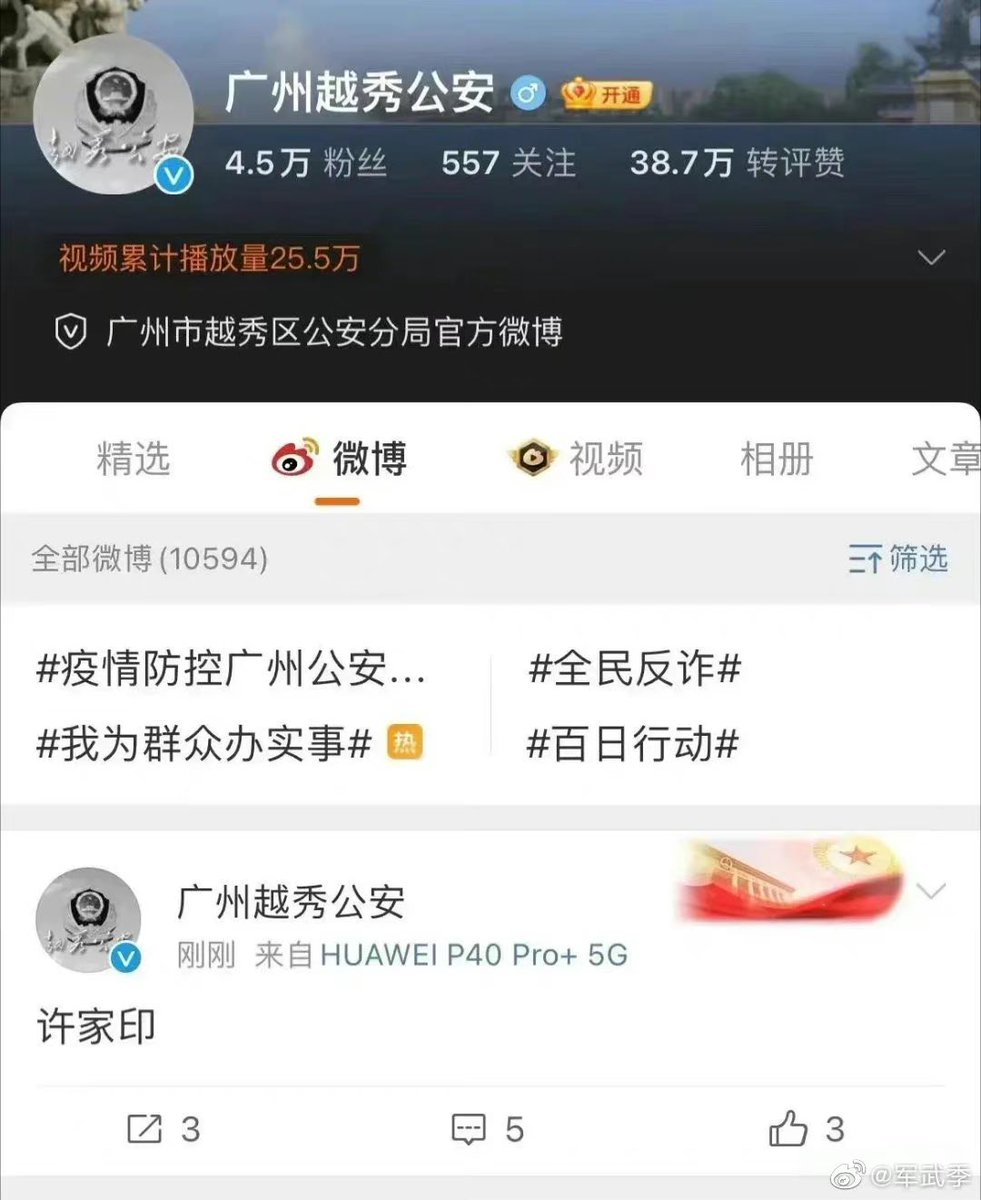 广州越秀公安 开通
4.5万 粉丝 557 关注 38.7万 转评赞
视频累计播放量25.5万
广州市越秀区公安分局官方微博
精选 微博 视频 相册 文章
全部微博(10594) 筛选
#疫情防控广州公安... #全民反诈#
#我为群众办实事# 热 #百日行动#
广州越秀公安
刚刚 来自 HUAWEI P40 Pro+ 5G
许家印
3 5 3
@军武季